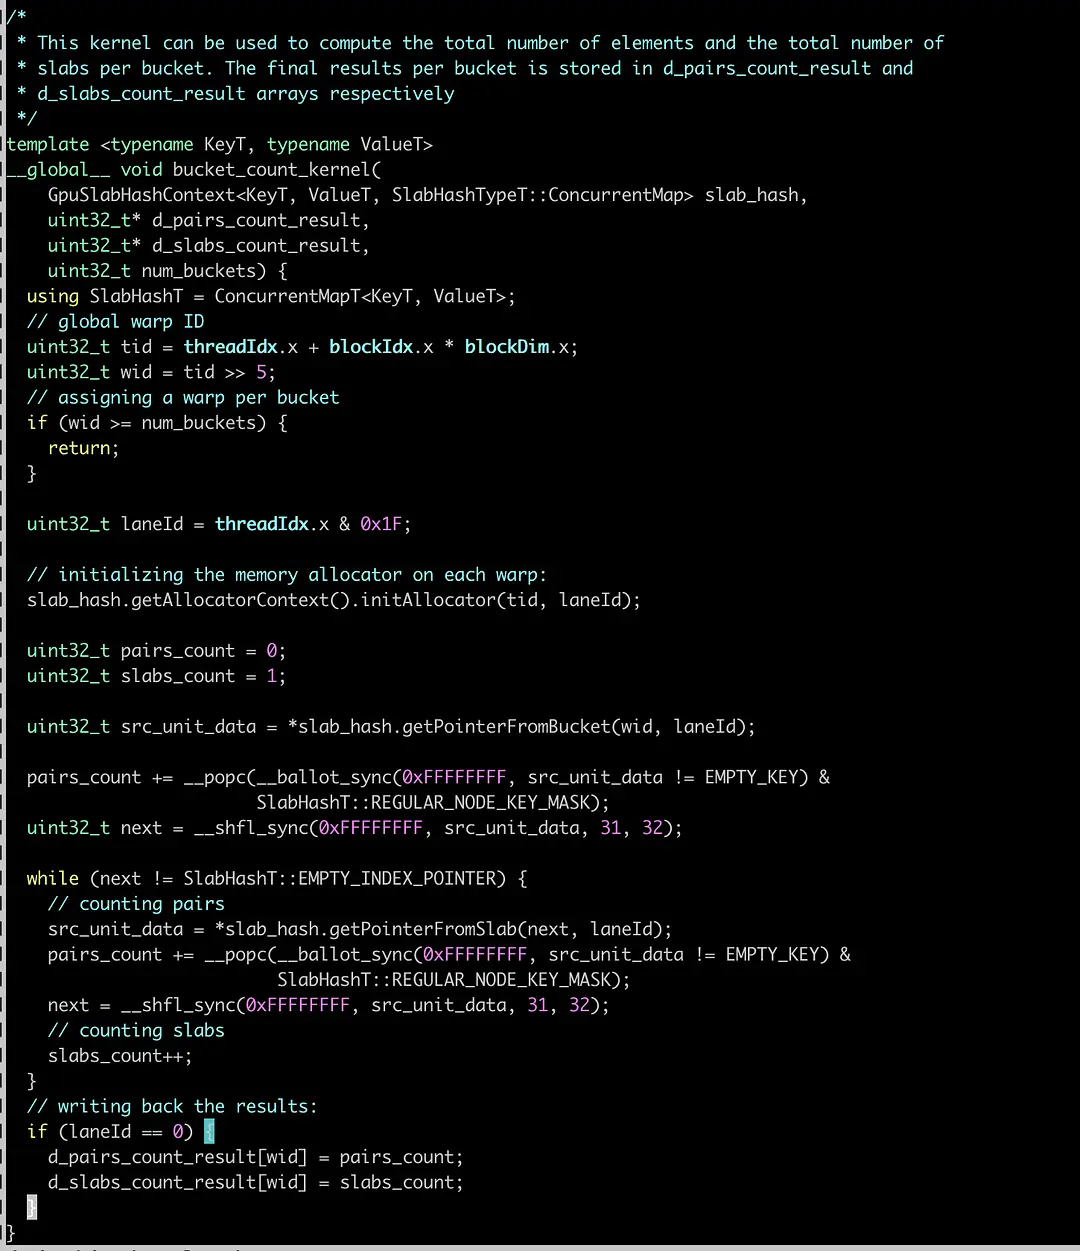 /*
 * This kernel can be used to compute the total number of elements and the total number of
 * slabs per bucket. The final results per bucket is stored in d_pairs_count_result and
 * d_slabs_count_result arrays respectively
 */
template <typename KeyT, typename ValueT>
__global__ void bucket_count_kernel(
    GpuSlabHashContext<KeyT, ValueT, SlabHashTypeT::ConcurrentMap> slab_hash,
    uint32_t* d_pairs_count_result,
    uint32_t* d_slabs_count_result,
    uint32_t num_buckets) {
  using SlabHashT = ConcurrentMapT<KeyT, ValueT>;
  // global warp ID
  uint32_t tid = threadIdx.x + blockIdx.x * blockDim.x;
  uint32_t wid = tid >> 5;
  // assigning a warp per bucket
  if (wid >= num_buckets) {
    return;
  }

  uint32_t laneId = threadIdx.x & 0x1F;

  // initializing the memory allocator on each warp:
  slab_hash.getAllocatorContext().initAllocator(tid, laneId);

  uint32_t pairs_count = 0;
  uint32_t slabs_count = 1;

  uint32_t src_unit_data = *slab_hash.getPointerFromBucket(wid, laneId);

  pairs_count += __popc(__ballot_sync(0xFFFFFFFF, src_unit_data != EMPTY_KEY) &
                        SlabHashT::REGULAR_NODE_KEY_MASK);
  uint32_t next = __shfl_sync(0xFFFFFFFF, src_unit_data, 31, 32);

  while (next != SlabHashT::EMPTY_INDEX_POINTER) {
    // counting pairs
    src_unit_data = *slab_hash.getPointerFromSlab(next, laneId);
    pairs_count += __popc(__ballot_sync(0xFFFFFFFF, src_unit_data != EMPTY_KEY) &
                          SlabHashT::REGULAR_NODE_KEY_MASK);
    next = __shfl_sync(0xFFFFFFFF, src_unit_data, 31, 32);
    // counting slabs
    slabs_count++;
  }
  // writing back the results:
  if (laneId == 0) {
    d_pairs_count_result[wid] = pairs_count;
    d_slabs_count_result[wid] = slabs_count;
  }
}